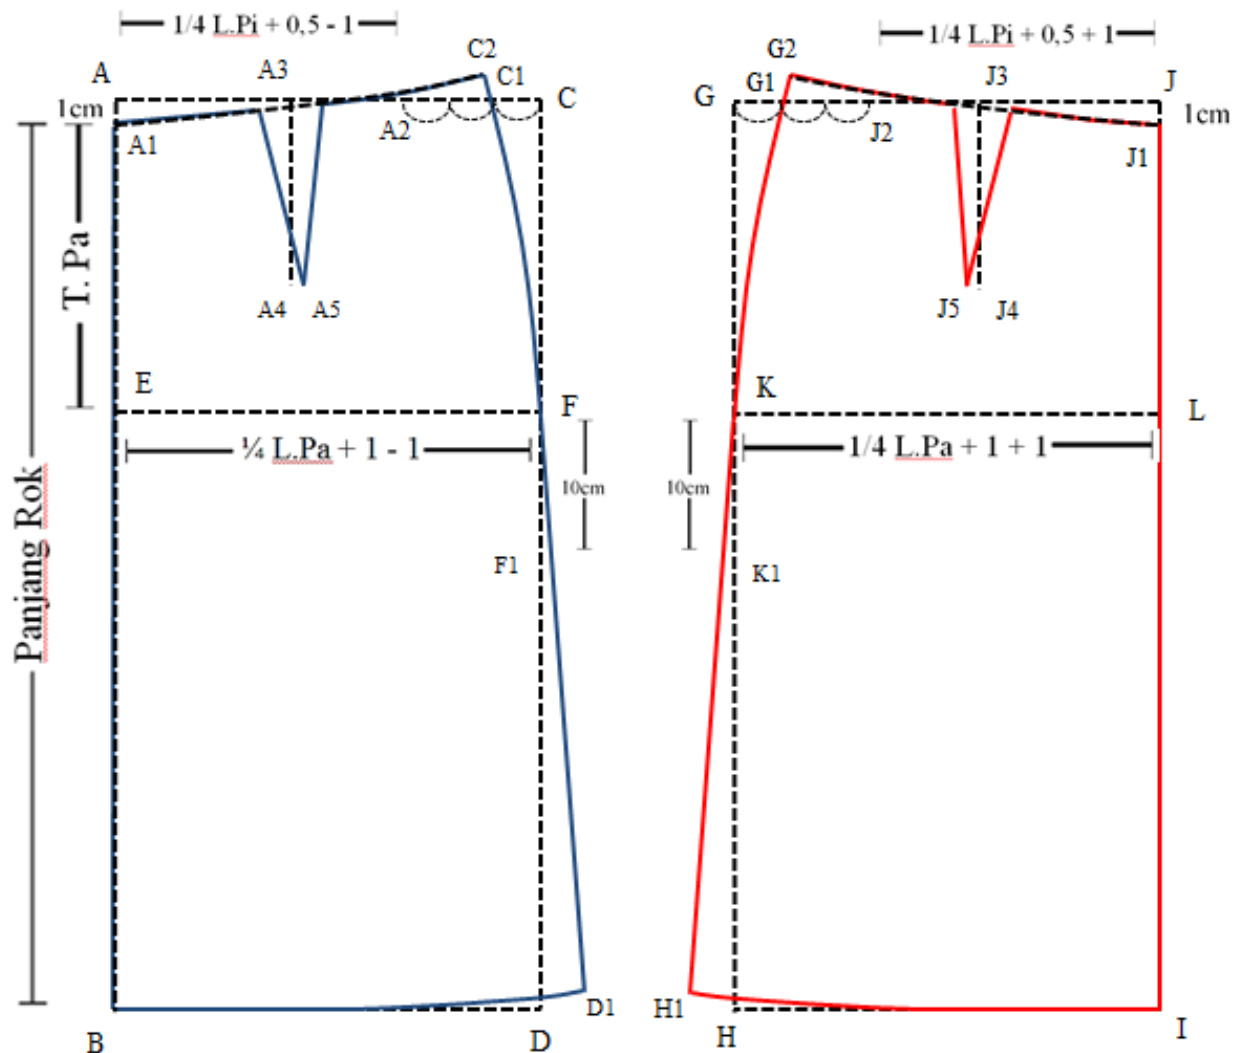 1/4 L.Pi + 0,5 - 1
1/4 L.Pi + 0,5 + 1
C2
G2
A
A3
C1
C
G
G1
J3
J
1cm
A1
A2
J2
1cm
J1
T. Pa
A4
A5
J5
J4
E
F
K
L
¼ L.Pa + 1 - 1
1/4 L.Pa + 1 + 1
10cm
10cm
Panjang Rok
F1
K1
D1
H1
B
D
H
I